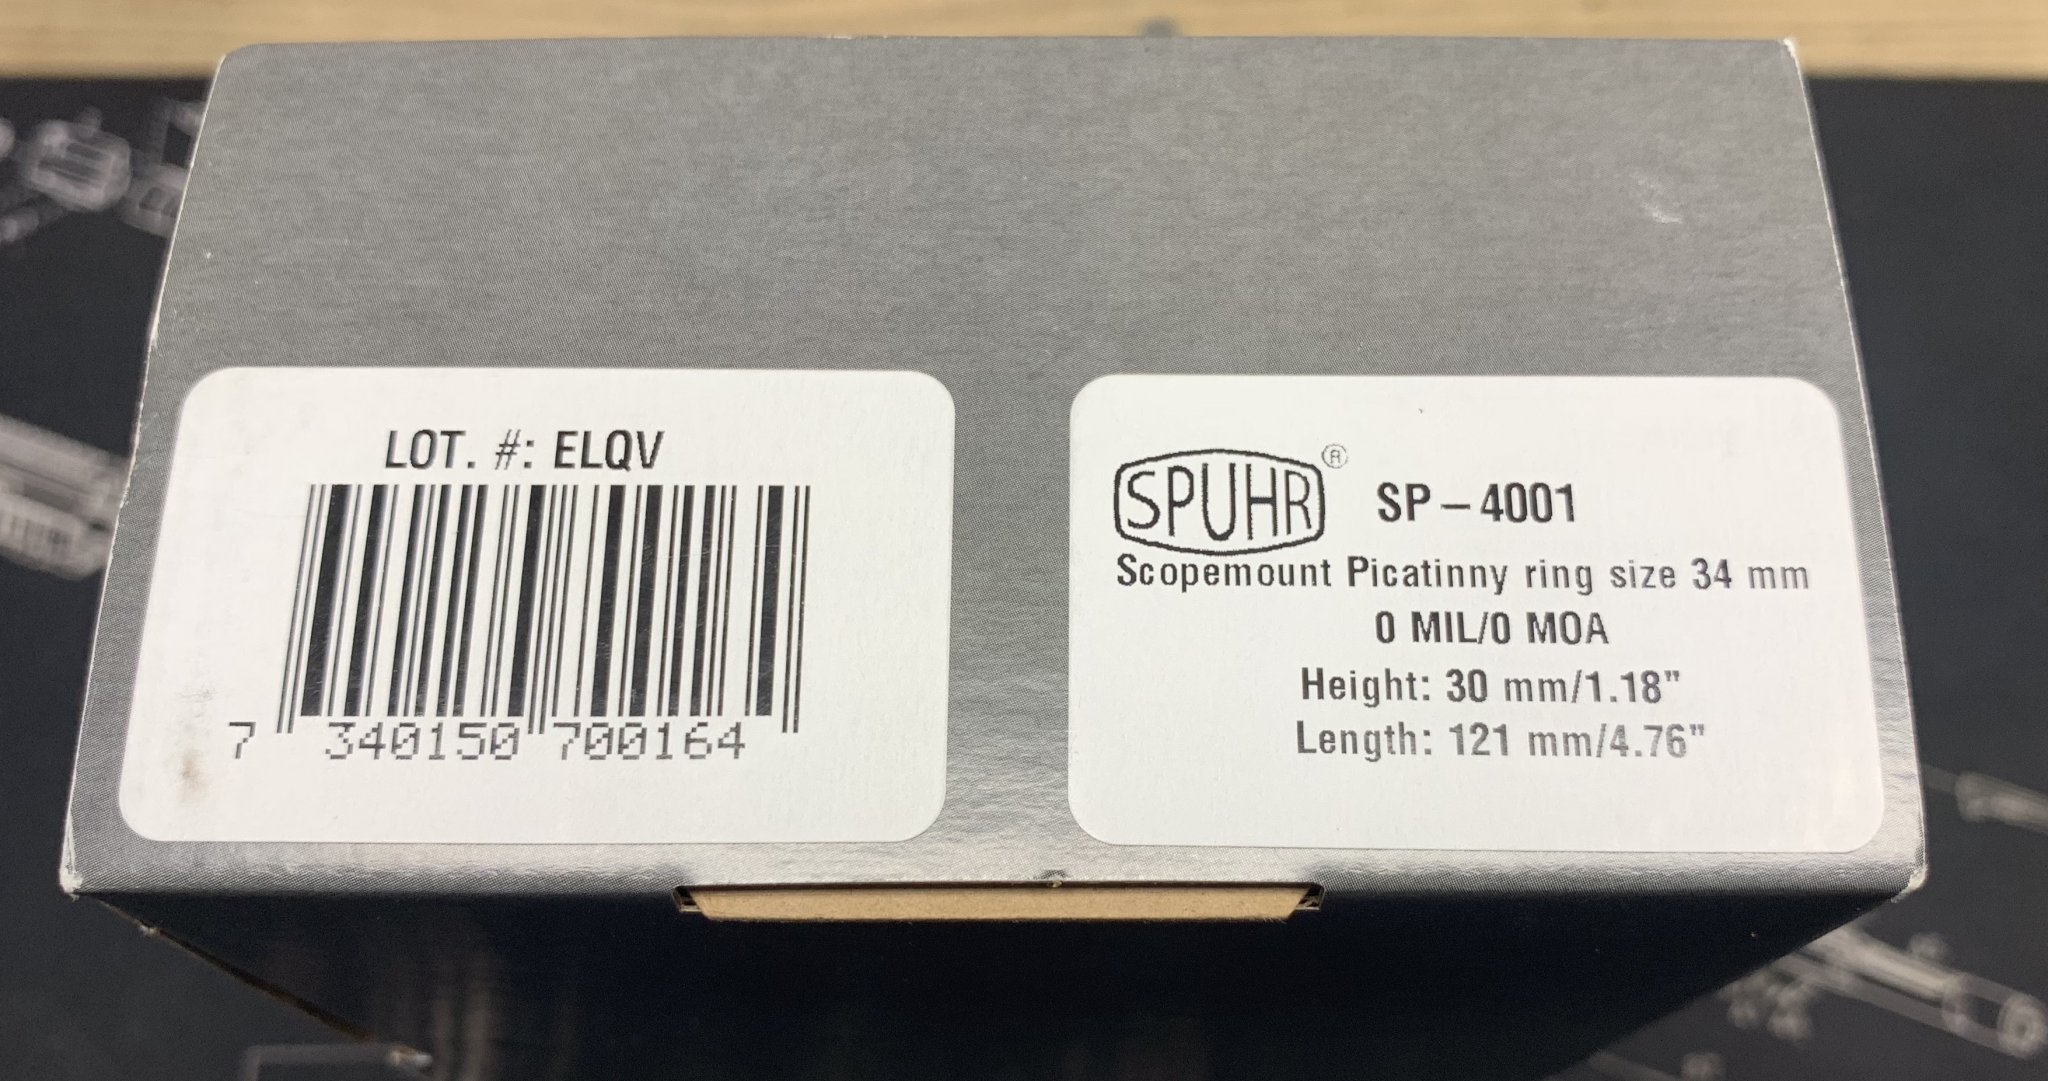 LOT. #: ELQV
7 340150 700164
SPUHR® SP-4001
Scopemount Picatinny ring size 34 mm
0 MIL/0 MOA
Height: 30 mm/1.18"
Length: 121 mm/4.76"